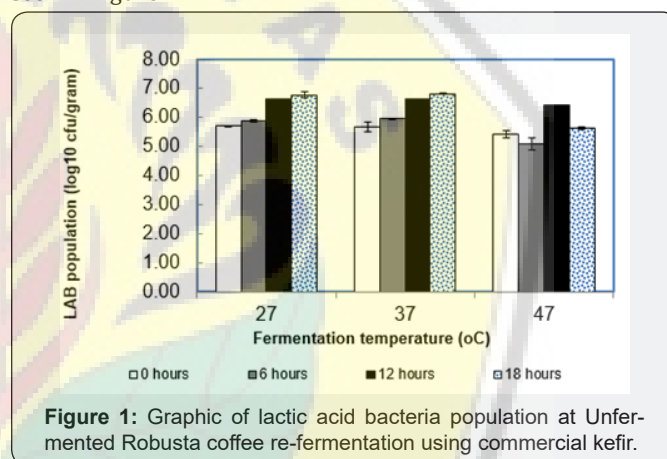 8.00
7.00
6.00
5.00
4.00
3.00
2.00
1.00
0.00
LAB population (log10 cfu/gram)
27 37 47
Fermentation temperature (oC)
0 hours 6 hours 12 hours 18 hours
Figure 1: Graphic of lactic acid bacteria population at Unfer-
mented Robusta coffee re-fermentation using commercial kefir.